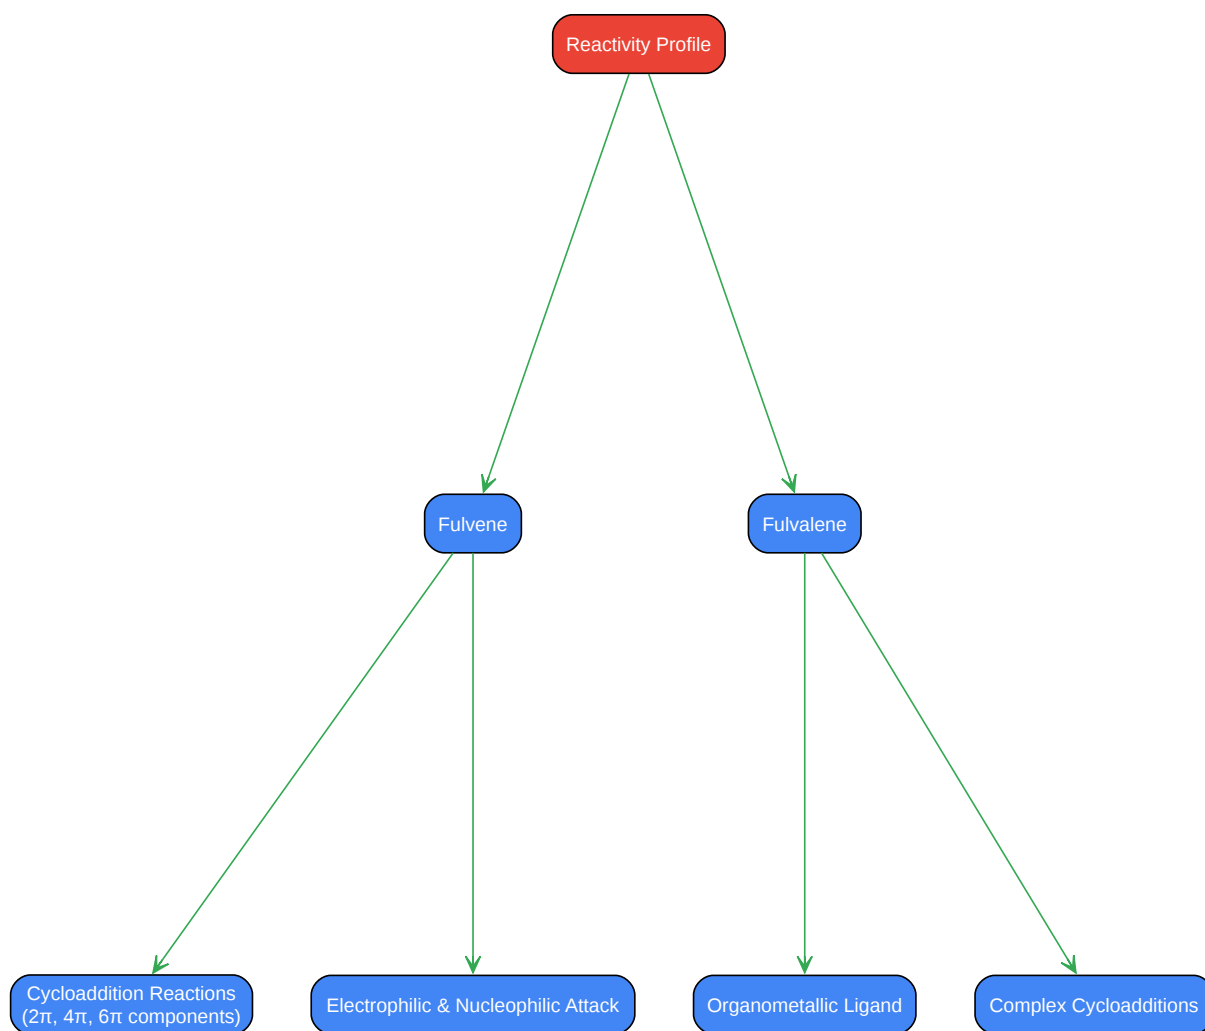 Reactivity Profile
Fulvene
Fulvalene
Cycloaddition Reactions
(2π, 4π, 6π components)
Electrophilic & Nucleophilic Attack
Organometallic Ligand
Complex Cycloadditions